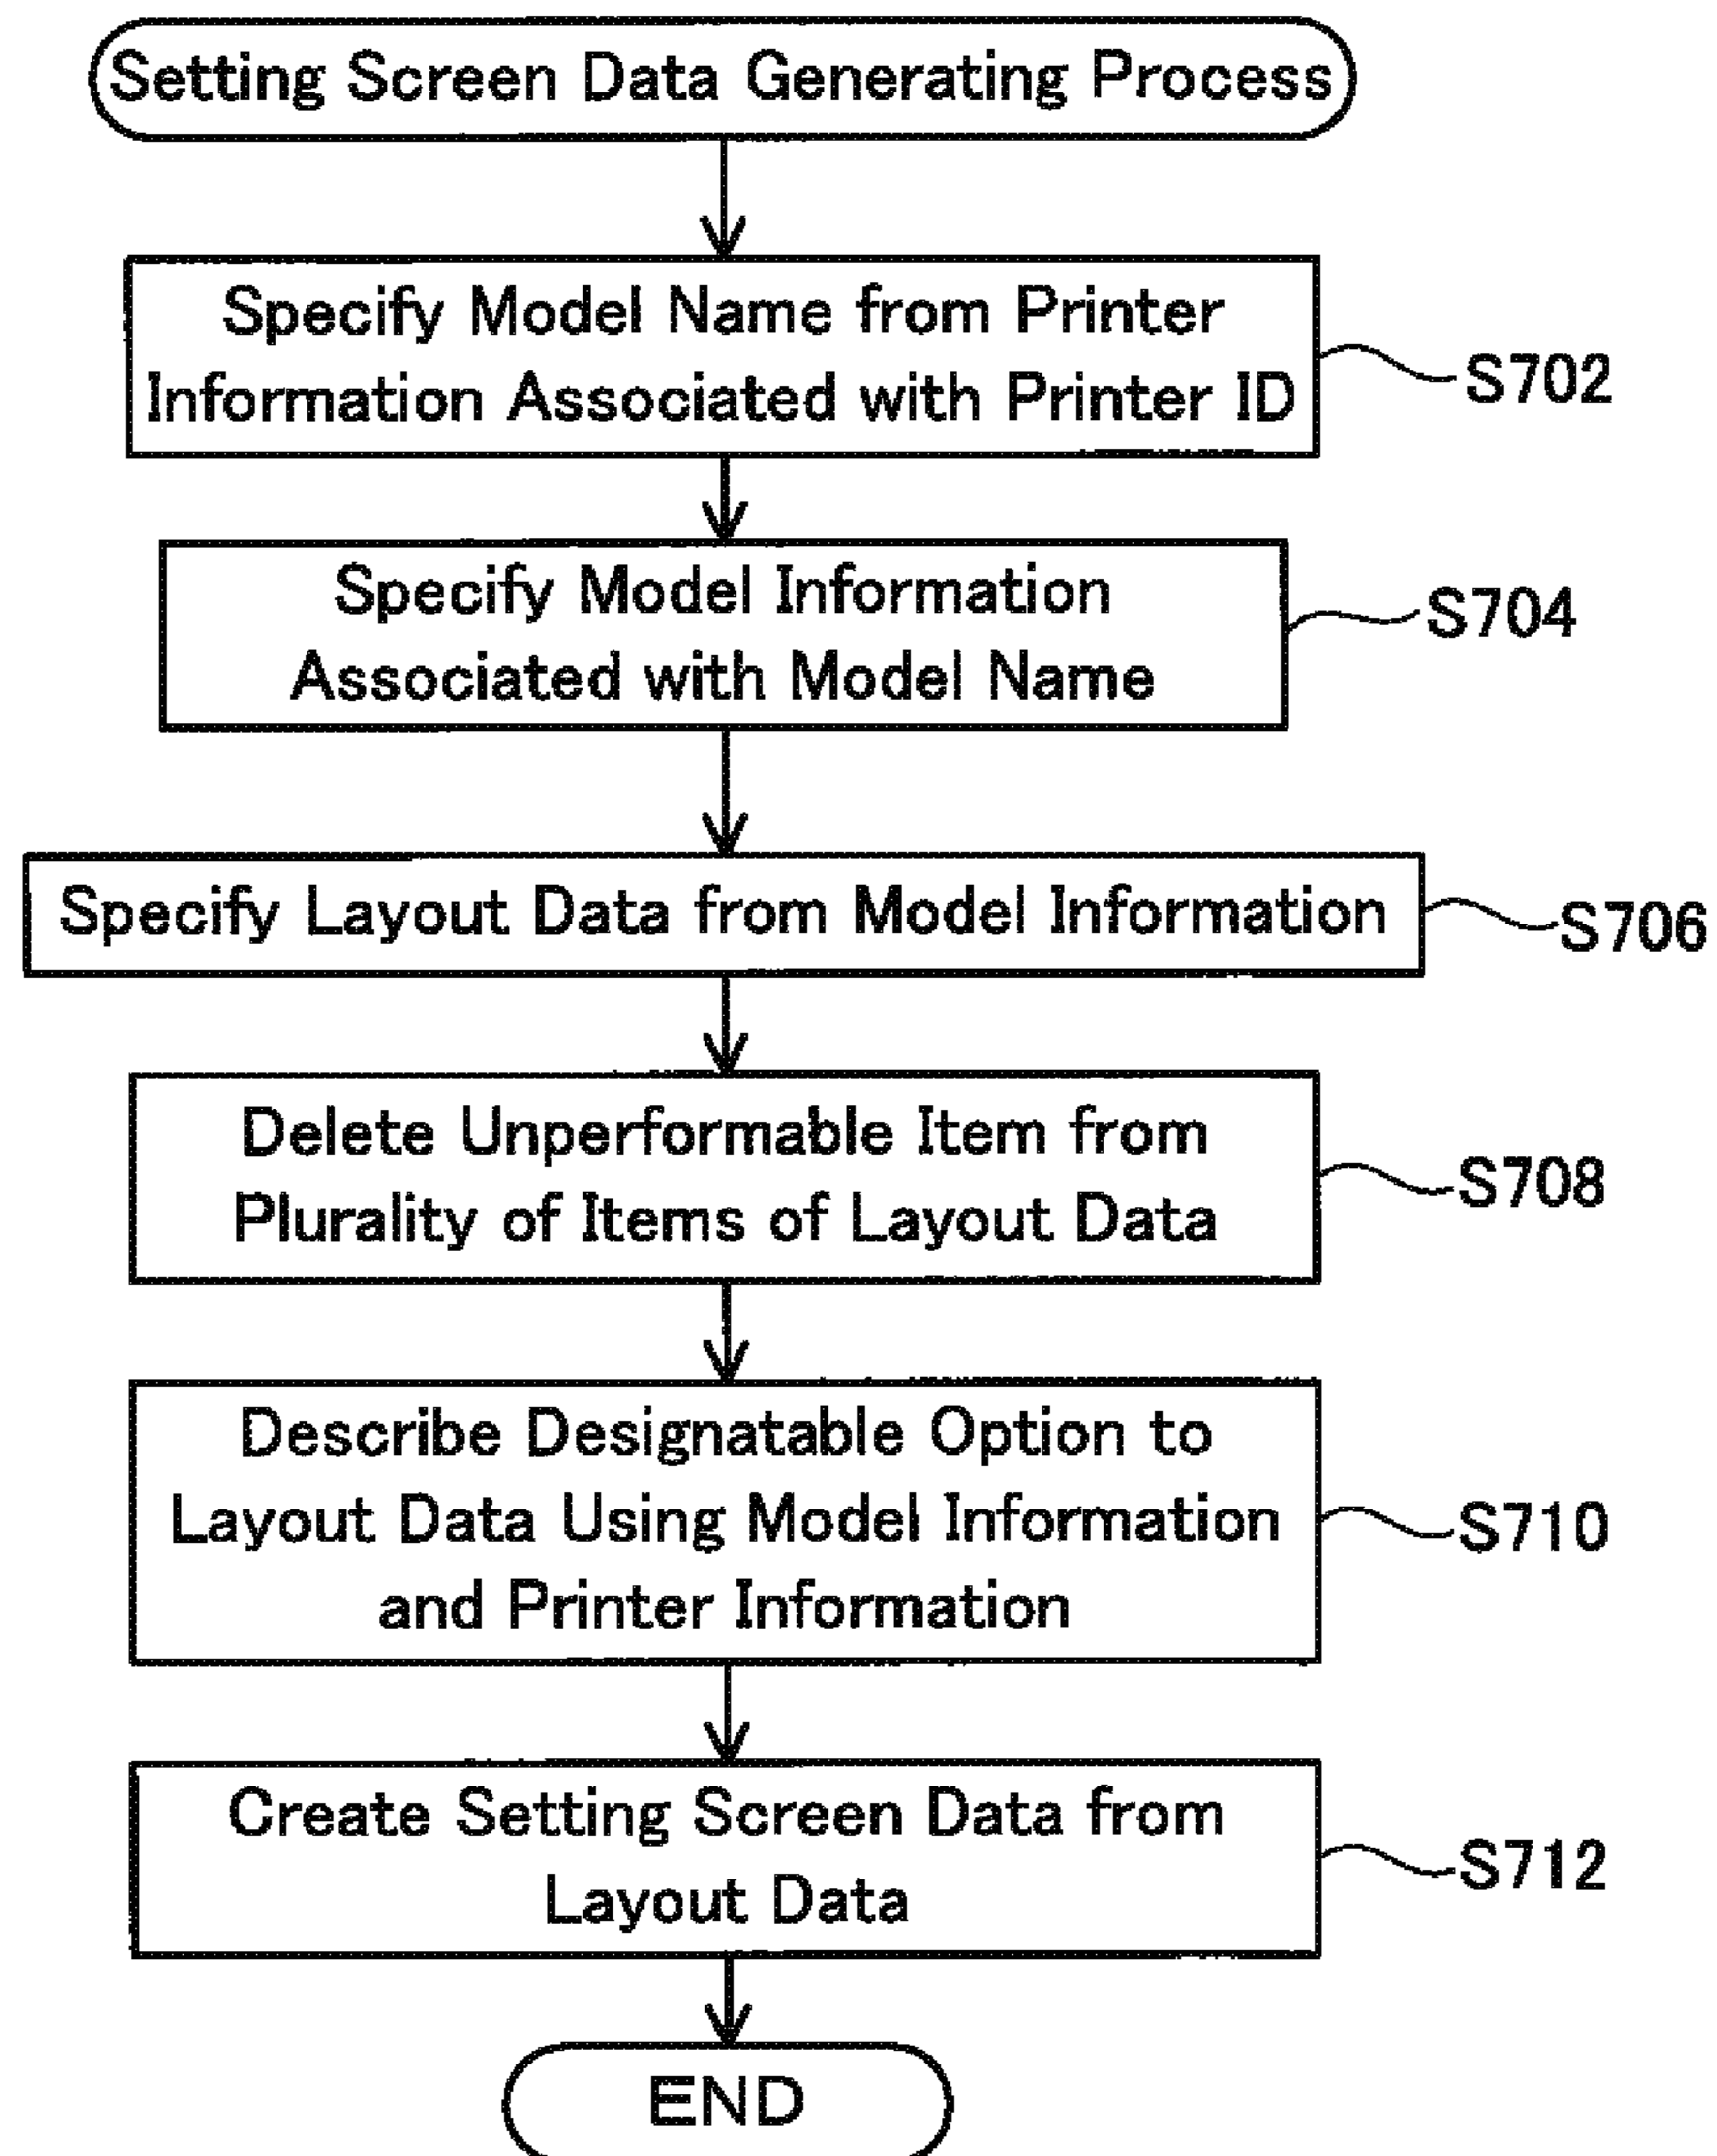 Setting Screen Data Generating Process
Specify Model Name from Printer
Information Associated with Printer ID
S702
Specify Model Information
Associated with Model Name
S704
Specify Layout Data from Model Information
S706
Delete Unperformable Item from
Plurality of Items of Layout Data
S708
Describe Designatable Option to
Layout Data Using Model Information
and Printer Information
S710
Create Setting Screen Data from
Layout Data
S712
END